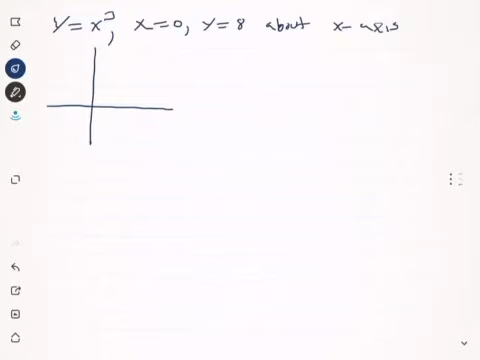 y = x³, x = 0, y = 8 about x-axis